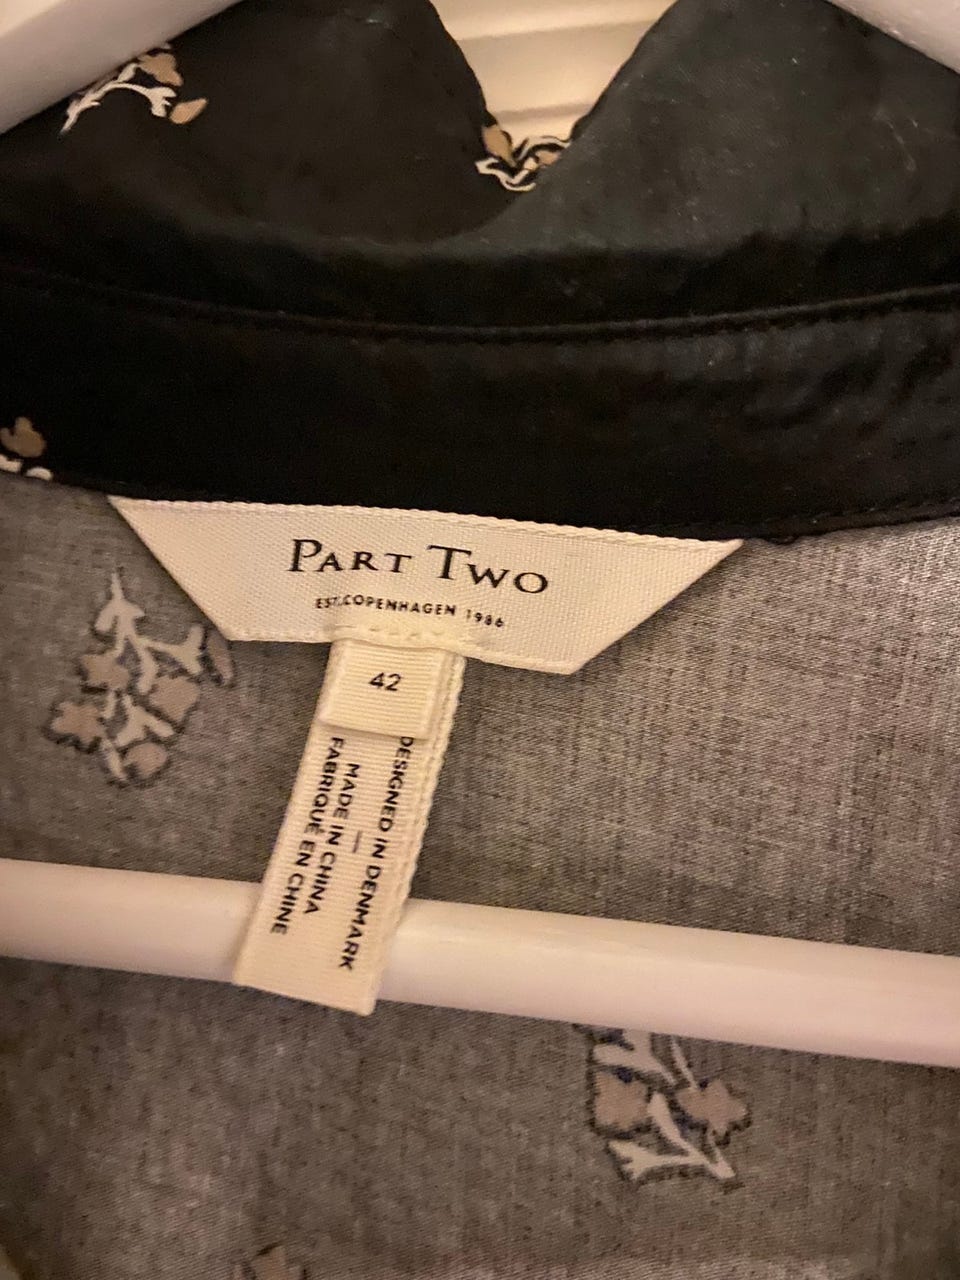 PART TWO
EST. COPENHAGEN 1986
42
DESIGNED IN DENMARK
—
MADE IN CHINA
FABRIQUÉ EN CHINE